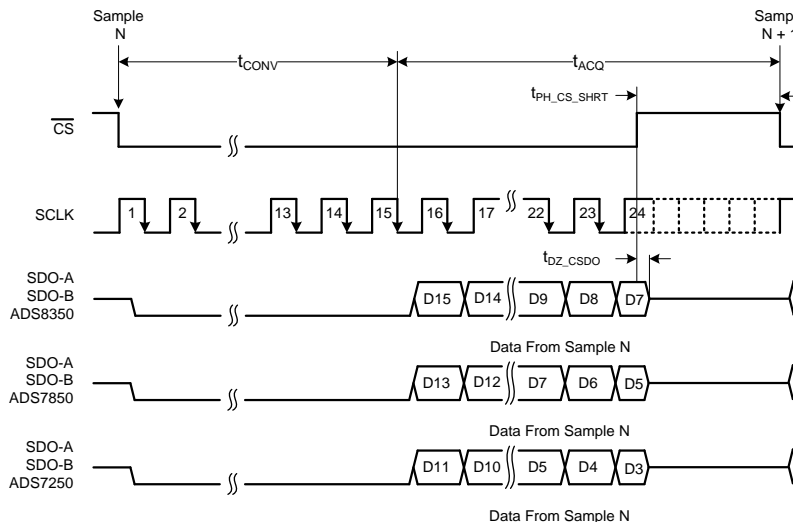 Sample
N
Samp
N + 1
tCONV
tACQ
tPH_CS_SHRT
CS
SCLK
1 2 13 14 15 16 17 22 23 24
tDZ_CSDO
SDO-A
SDO-B
ADS8350
D15 D14 D9 D8 D7
Data From Sample N
SDO-A
SDO-B
ADS7850
D13 D12 D7 D6 D5
Data From Sample N
SDO-A
SDO-B
ADS7250
D11 D10 D5 D4 D3
Data From Sample N